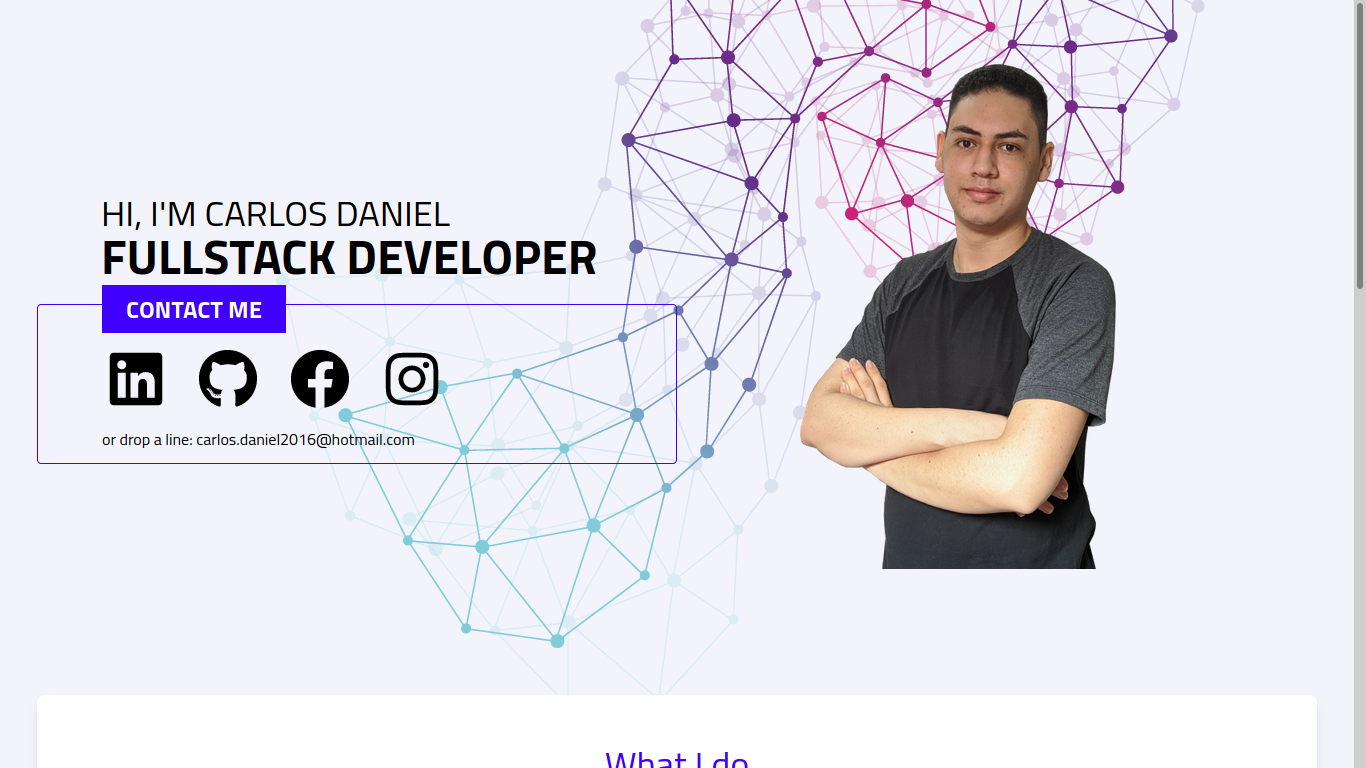 HI, I'M CARLOS DANIEL
FULLSTACK DEVELOPER
CONTACT ME
or drop a line: carlos.daniel2016@hotmail.com
What I do